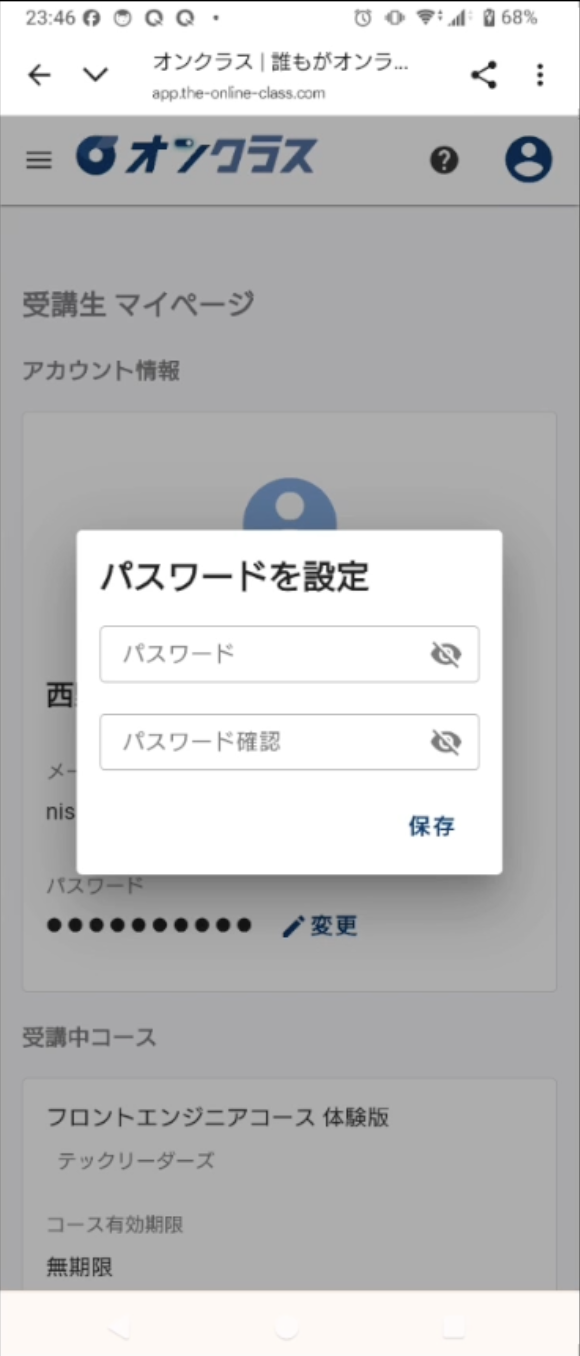 23:46
68%
オンクラス | 誰もがオンラ...
app.the-online-class.com
オンクラス
受講生 マイページ
アカウント情報
パスワードを設定
パスワード
西
パスワード確認
メー
nis
保存
パスワード
●●●●●●●●●● 変更
受講中コース
フロントエンジニアコース 体験版
テックリーダーズ
コース有効期限
無期限